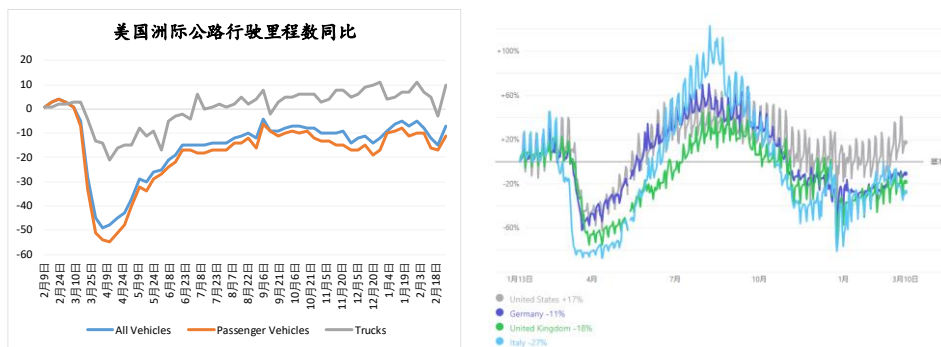 美国洲际公路行驶里程数同比
20
10
0
-10
-20
-30
-40
-50
-60
2月9日
2月24日
3月10日
3月25日
4月9日
4月24日
5月9日
5月24日
6月8日
6月23日
7月8日
7月23日
8月7日
8月22日
9月6日
9月21日
10月6日
10月21日
11月5日
11月20日
12月5日
12月20日
1月4日
1月19日
2月3日
2月18日
All Vehicles
Passenger Vehicles
Trucks
+100%
+60%
+20%
-20%
-60%
1月13日
4月
7月
10月
1月
3月10日
United States +17%
Germany -11%
United Kingdom -18%
Italy -27%